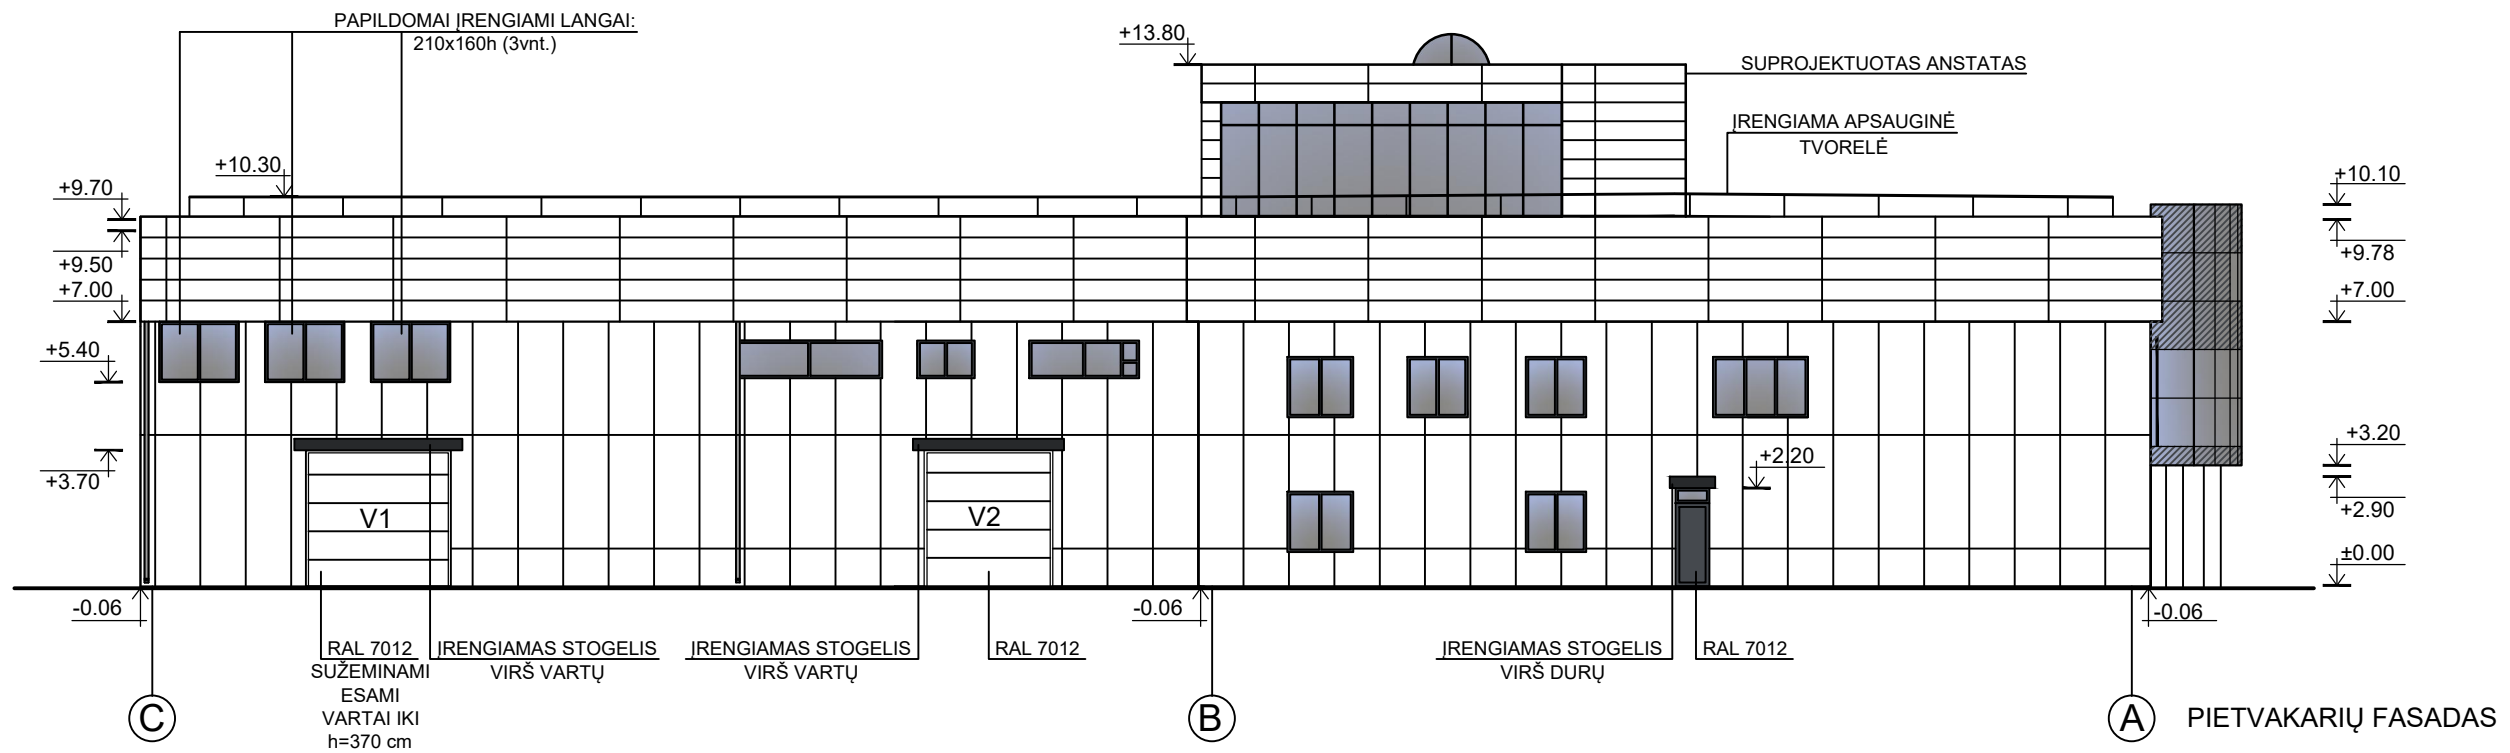 PAPILDOMAI ĮRENGIAMI LANGAI:
210x160h (3vnt.)
+13.80
SUPROJEKTUOTAS ANSTATAS
ĮRENGIAMA APSAUGINĖ
TVORELĖ
+10.30
+9.70
+9.50
+7.00
+5.40
+3.70
+10.10
+9.78
+7.00
+3.20
+2.90
±0.00
+2.20
V1
V2
-0.06
-0.06
-0.06
RAL 7012
SUŽEMINAMI
ESAMI
VARTAI IKI
h=370 cm
ĮRENGIAMAS STOGELIS
VIRŠ VARTŲ
ĮRENGIAMAS STOGELIS
VIRŠ VARTŲ
RAL 7012
ĮRENGIAMAS STOGELIS
VIRŠ DURŲ
RAL 7012
C
B
A
PIETVAKARIŲ FASADAS